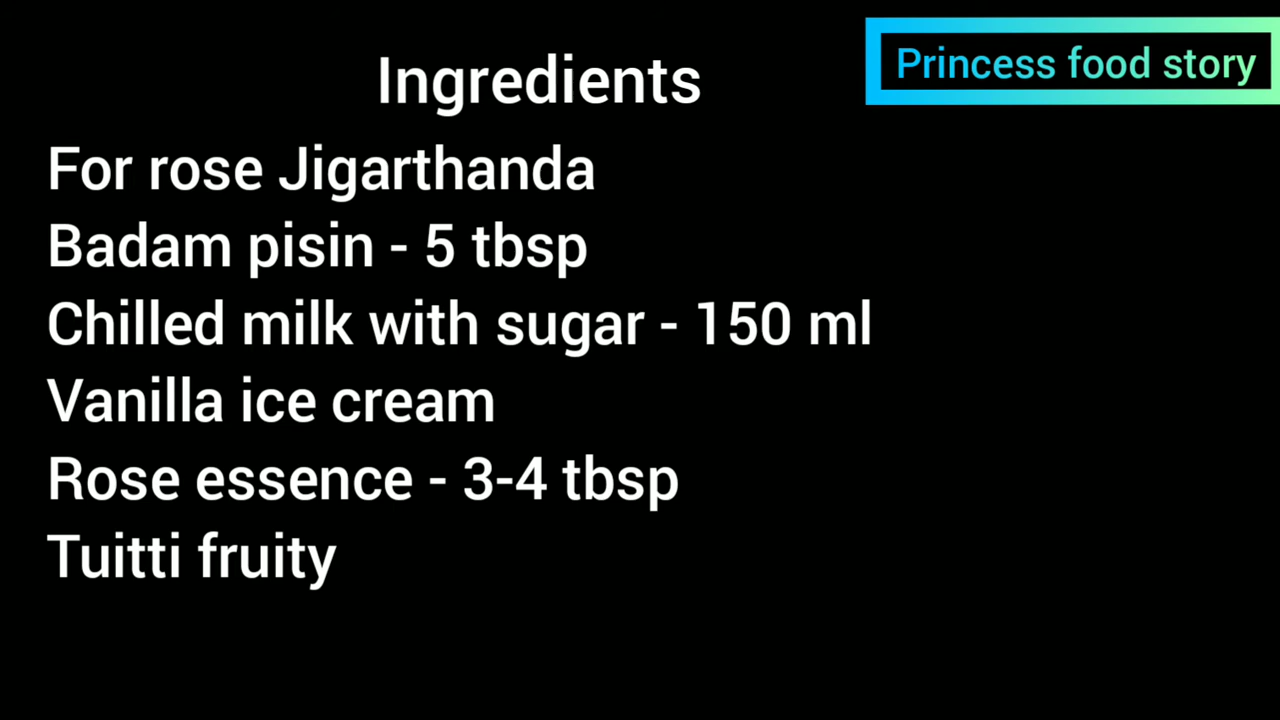 Princess food story
Ingredients
For rose Jigarthanda
Badam pisin - 5 tbsp
Chilled milk with sugar - 150 ml
Vanilla ice cream
Rose essence - 3-4 tbsp
Tuitti fruity